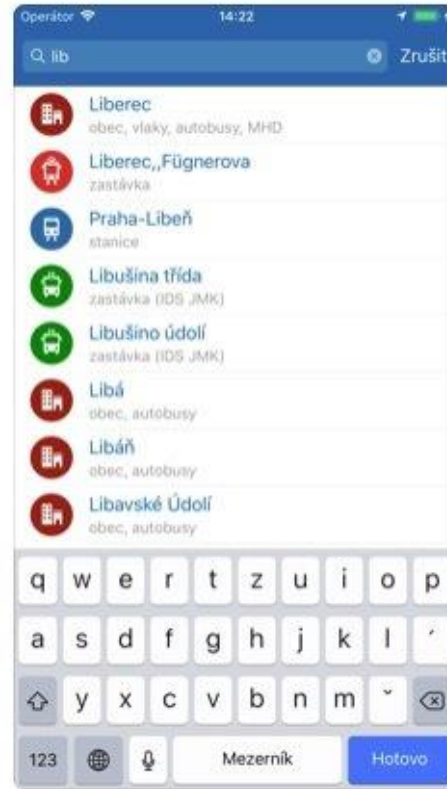 Operátor 14:22
lib Zrušit
Liberec
obec, vlaky, autobusy, MHD
Liberec,,Fügnerova
zastávka
Praha-Libeň
stanice
Libušina třída
zastávka (IDS JMK)
Libušino údolí
zastávka (IDS JMK)
Libá
obec, autobusy
Libáň
obec, autobusy
Libavské Údolí
obec, autobusy
q w e r t z u i o p
a s d f g h j k l ´
y x c v b n m ˇ
123 Mezerník Hotovo